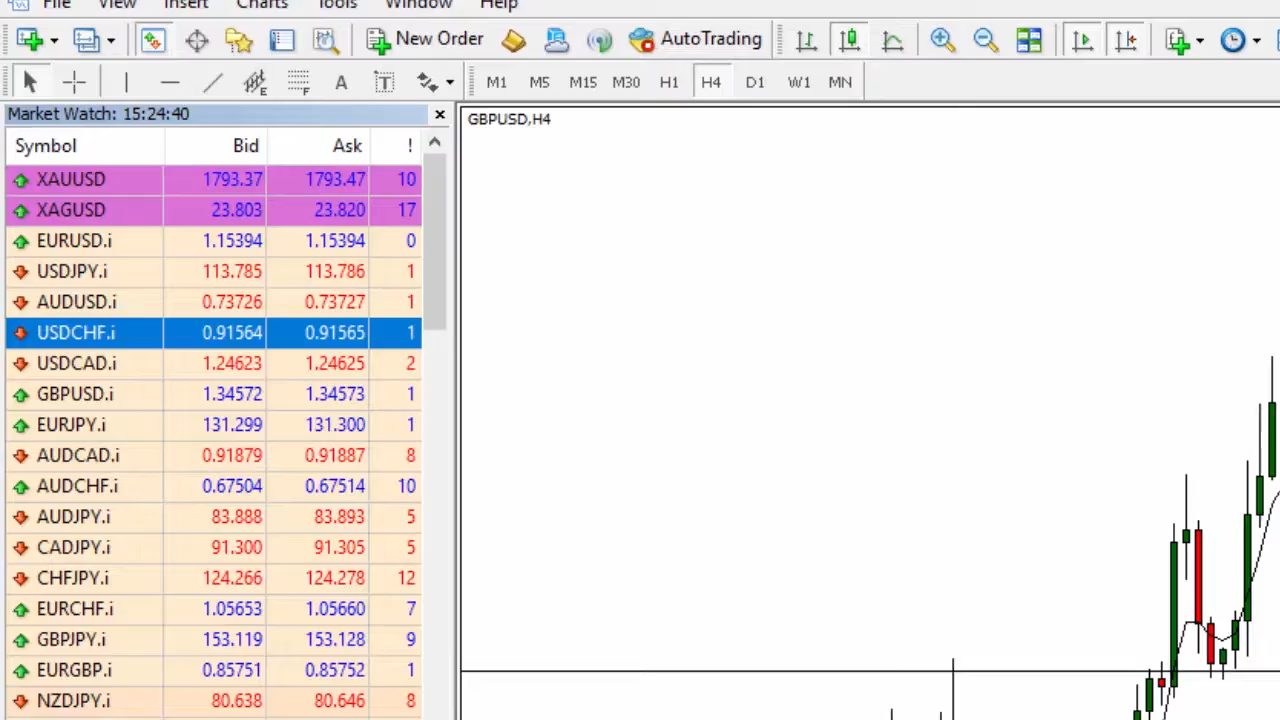 File View Insert Charts Tools Window Help
New Order AutoTrading
A T M1 M5 M15 M30 H1 H4 D1 W1 MN
Market Watch: 15:24:40
GBPUSD,H4
Symbol Bid Ask !
XAUUSD 1793.37 1793.47 10
XAGUSD 23.803 23.820 17
EURUSD.i 1.15394 1.15394 0
USDJPY.i 113.785 113.786 1
AUDUSD.i 0.73726 0.73727 1
USDCHF.i 0.91564 0.91565 1
USDCAD.i 1.24623 1.24625 2
GBPUSD.i 1.34572 1.34573 1
EURJPY.i 131.299 131.300 1
AUDCAD.i 0.91879 0.91887 8
AUDCHF.i 0.67504 0.67514 10
AUDJPY.i 83.888 83.893 5
CADJPY.i 91.300 91.305 5
CHFJPY.i 124.266 124.278 12
EURCHF.i 1.05653 1.05660 7
GBPJPY.i 153.119 153.128 9
EURGBP.i 0.85751 0.85752 1
NZDJPY.i 80.638 80.646 8